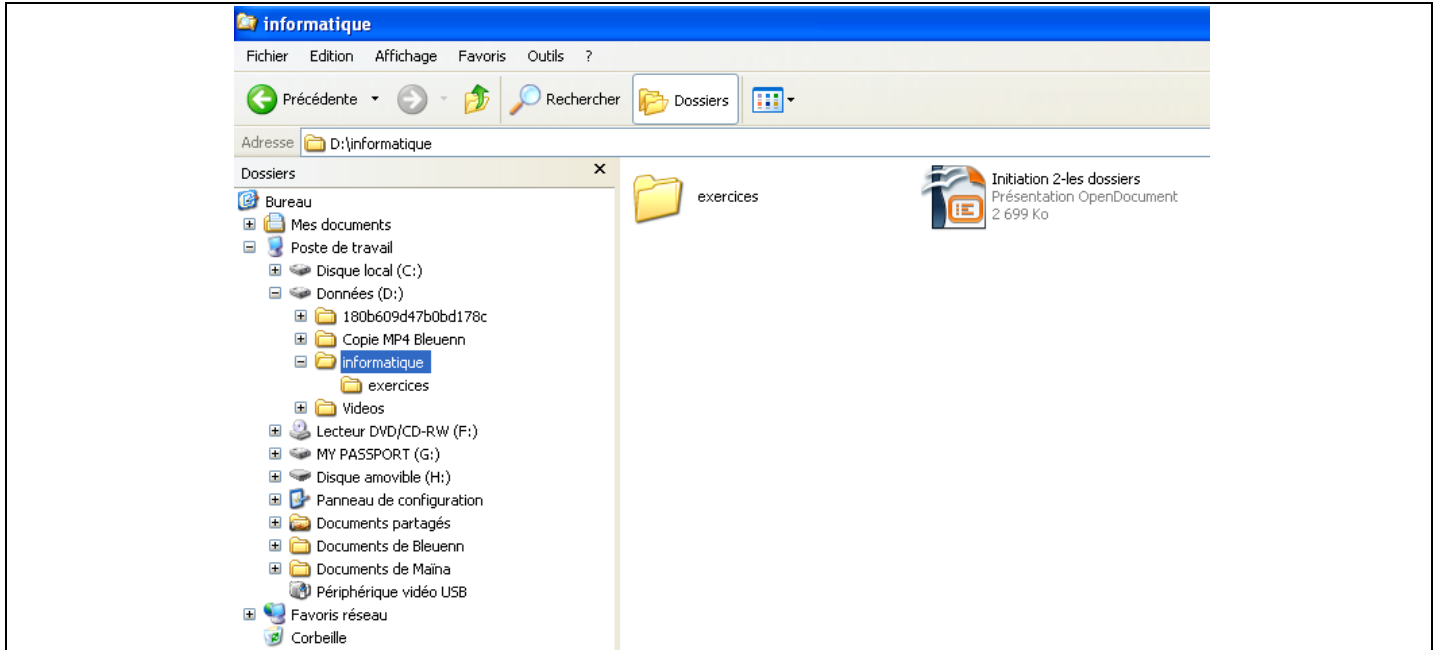 informatique
Fichier Edition Affichage Favoris Outils ?
Précédente Rechercher Dossiers
Adresse D:\informatique
Dossiers
Bureau
Mes documents
Poste de travail
Disque local (C:)
Données (D:)
180b609d47b0bd178c
Copie MP4 Bleuenn
informatique
exercices
Videos
Lecteur DVD/CD-RW (F:)
MY PASSPORT (G:)
Disque amovible (H:)
Panneau de configuration
Documents partagés
Documents de Bleuenn
Documents de Maïna
Périphérique vidéo USB
Favoris réseau
Corbeille
exercices
Initiation 2-les dossiers
Présentation OpenDocument
2 699 Ko